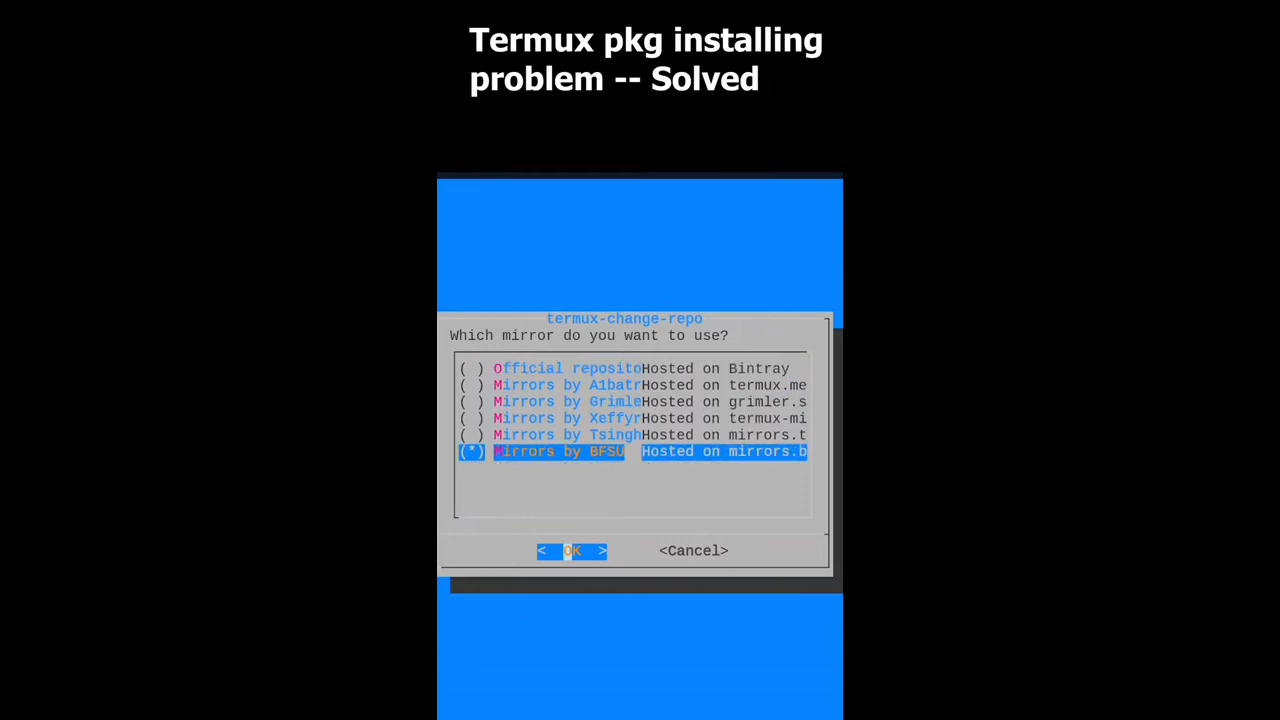 Termux pkg installing
problem -- Solved
termux-change-repo
Which mirror do you want to use?
( ) Official reposito Hosted on Bintray
( ) Mirrors by A1batr Hosted on termux.me
( ) Mirrors by Grimle Hosted on grimler.s
( ) Mirrors by Xeffyr Hosted on termux-mi
( ) Mirrors by Tsingh Hosted on mirrors.t
(*) Mirrors by BFSU Hosted on mirrors.b
< OK > <Cancel>